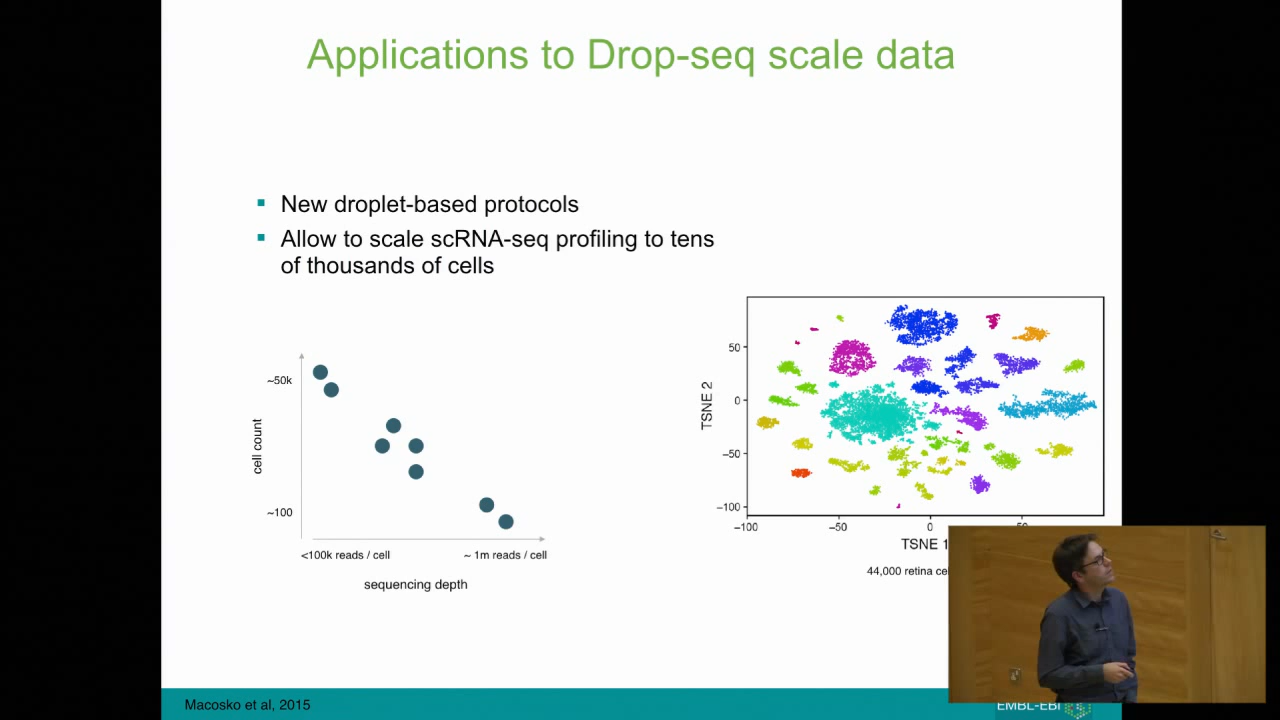 Applications to Drop-seq scale data
New droplet-based protocols
Allow to scale scRNA-seq profiling to tens
of thousands of cells
~50k
cell count
~100
<100k reads / cell
~ 1m reads / cell
sequencing depth
50
0
−50
−100
TSNE 2
−100
−50
0
50
TSNE 1
44,000 retina
Macosko et al, 2015
EMBL-EBI